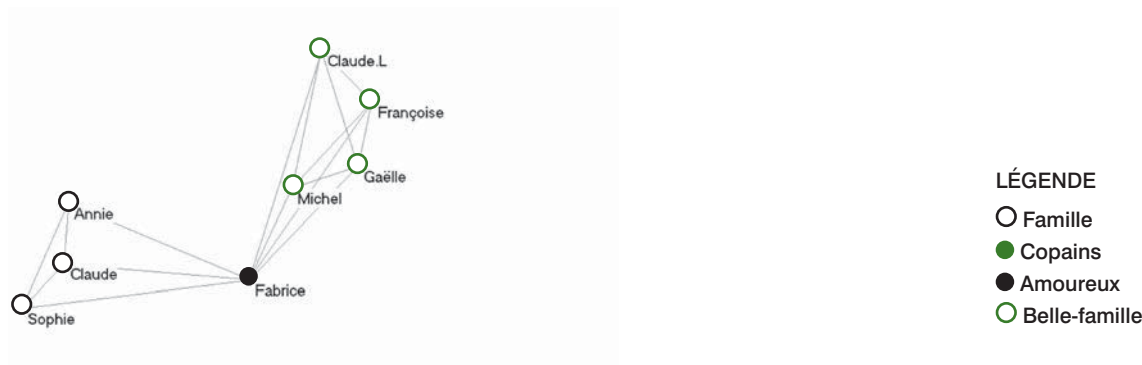 Claude.L
Françoise
Gaëlle
Michel
Annie
Claude
Fabrice
Sophie
LÉGENDE
Famille
Copains
Amoureux
Belle-famille